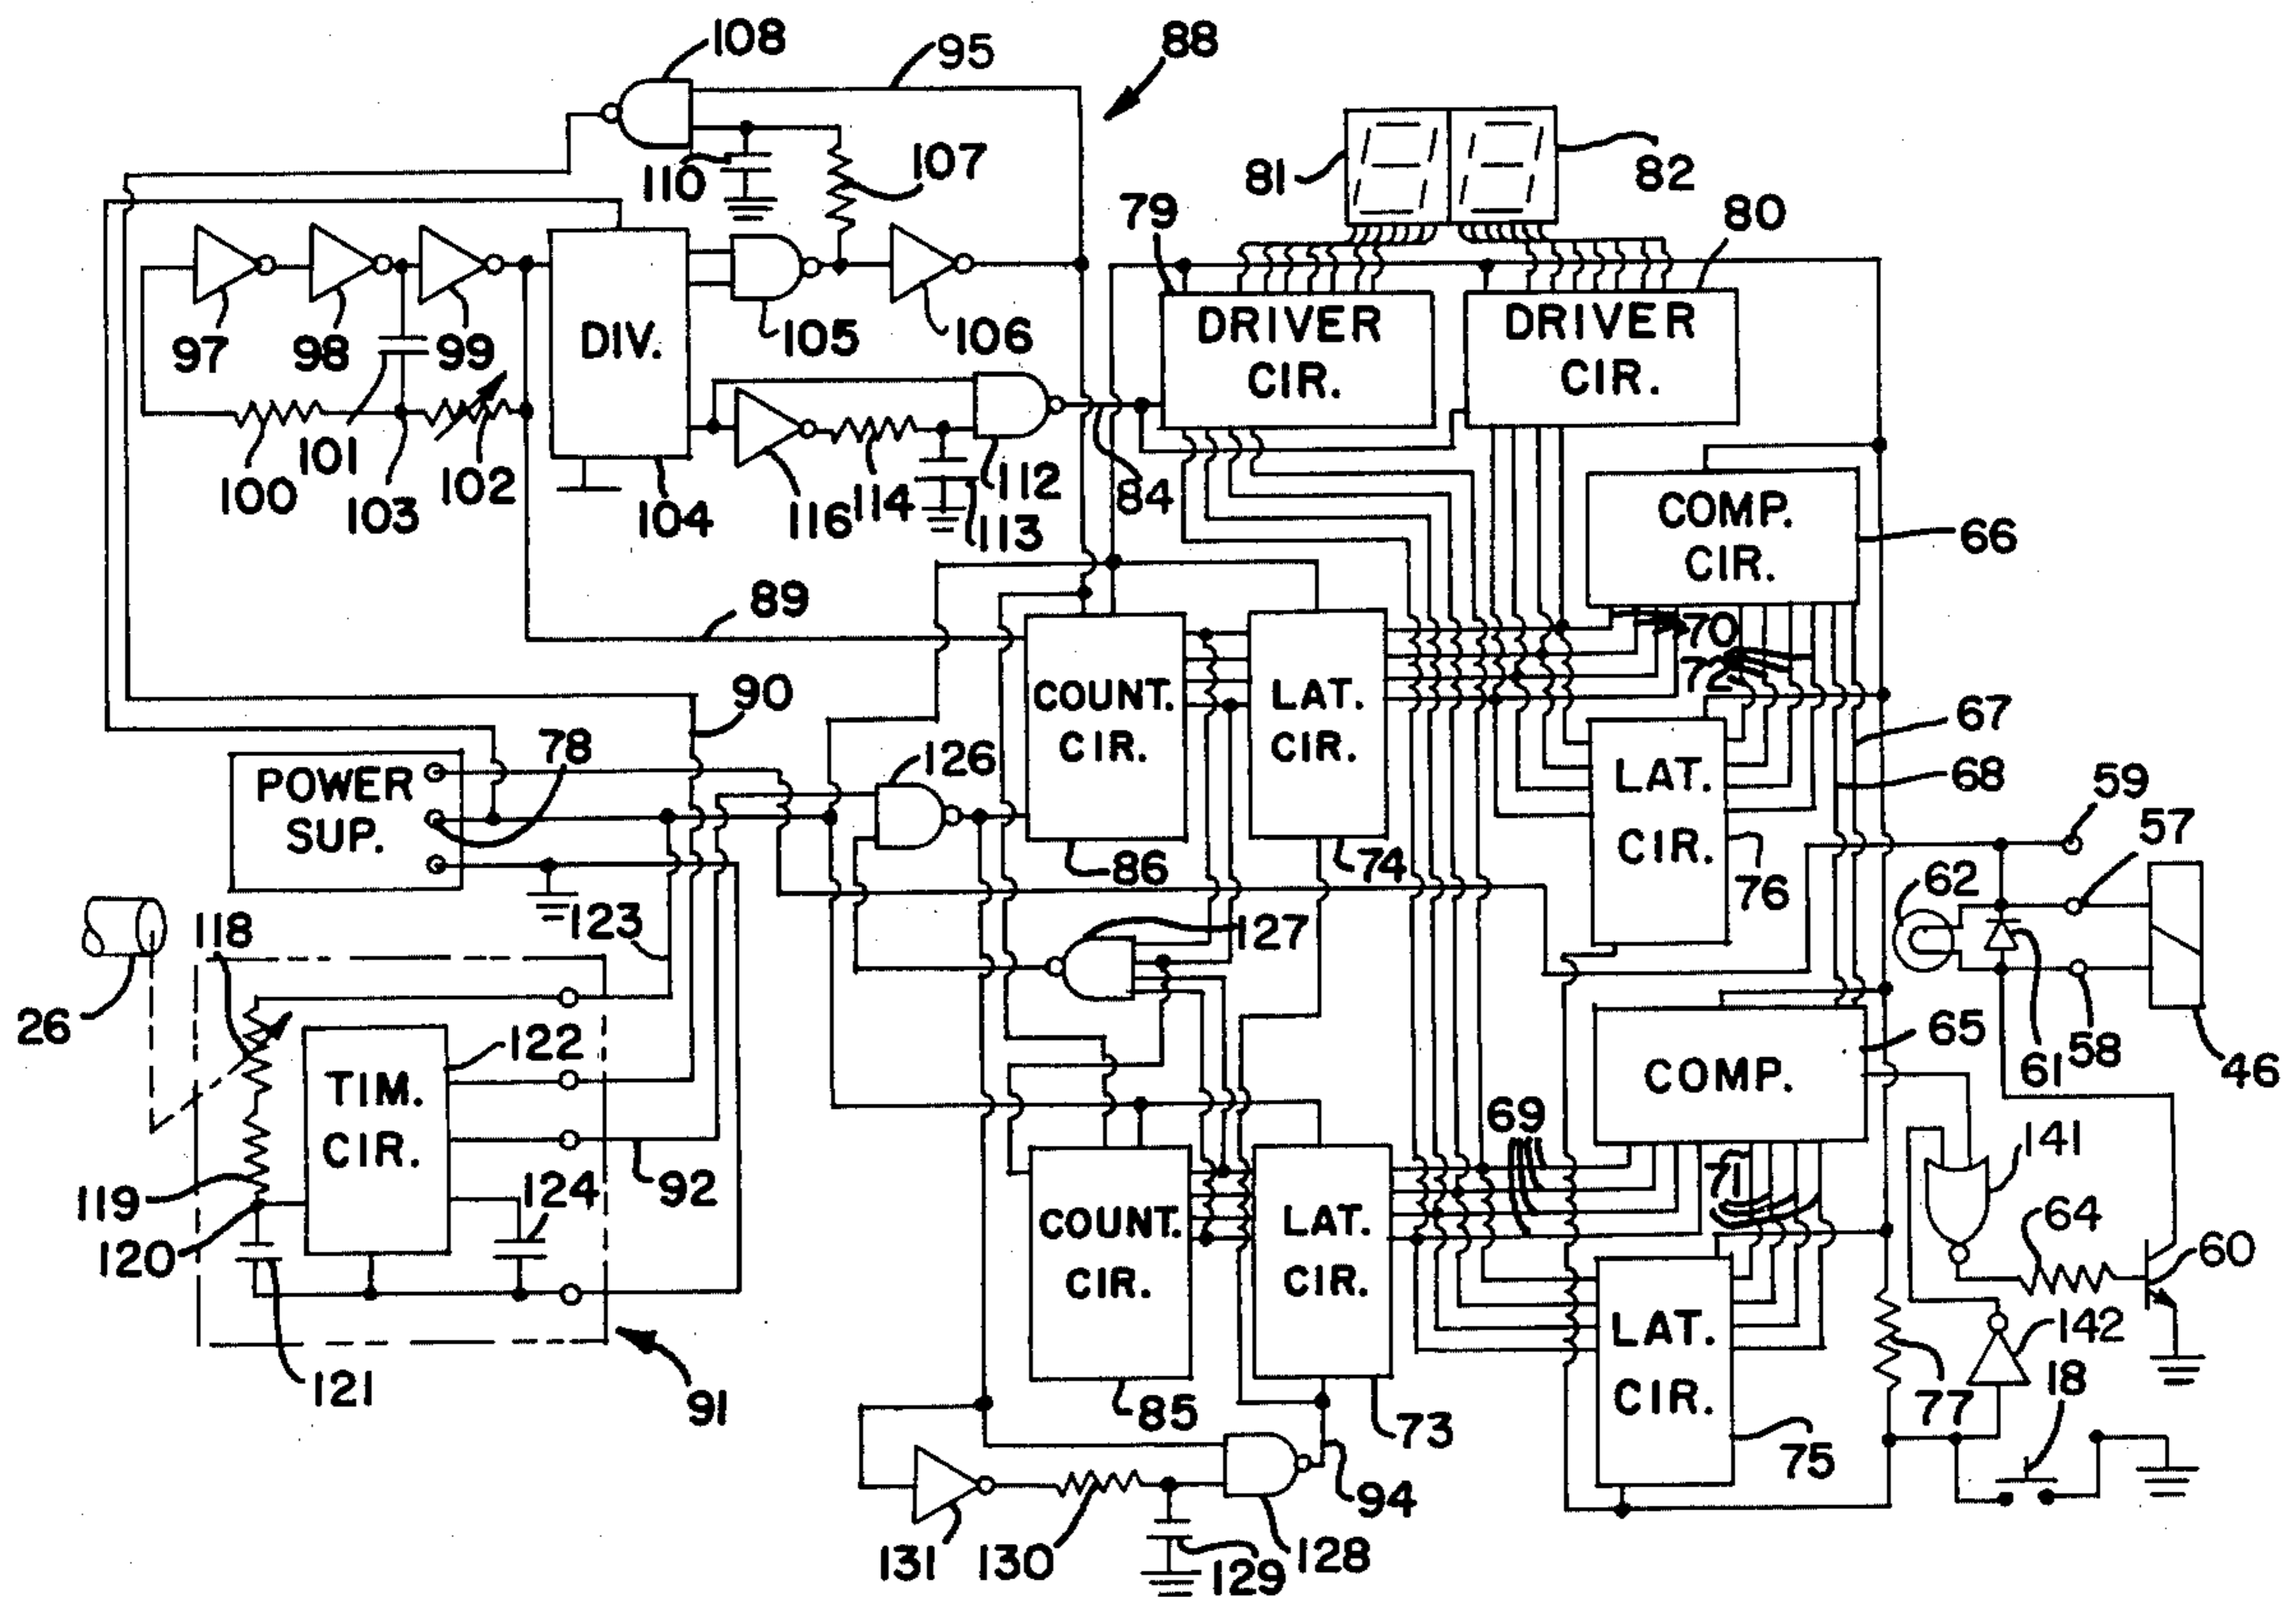 108
95
88
110
107
81
82
79
80
97
98
99
DIV.
105
106
DRIVER
CIR.
DRIVER
CIR.
100
101
103
102
104
116
114
112
113
84
COMP.
CIR.
66
89
70
72
90
COUNT.
CIR.
LAT.
CIR.
67
68
78
POWER
SUP.
126
86
74
LAT.
CIR.
76
59
57
62
123
118
127
26
122
TIM.
CIR.
65
COMP.
61
58
46
69
71
141
119
120
124
92
64
60
COUNT.
CIR.
LAT.
CIR.
LAT.
CIR.
142
121
91
85
73
75
77
18
94
131
130
129
128